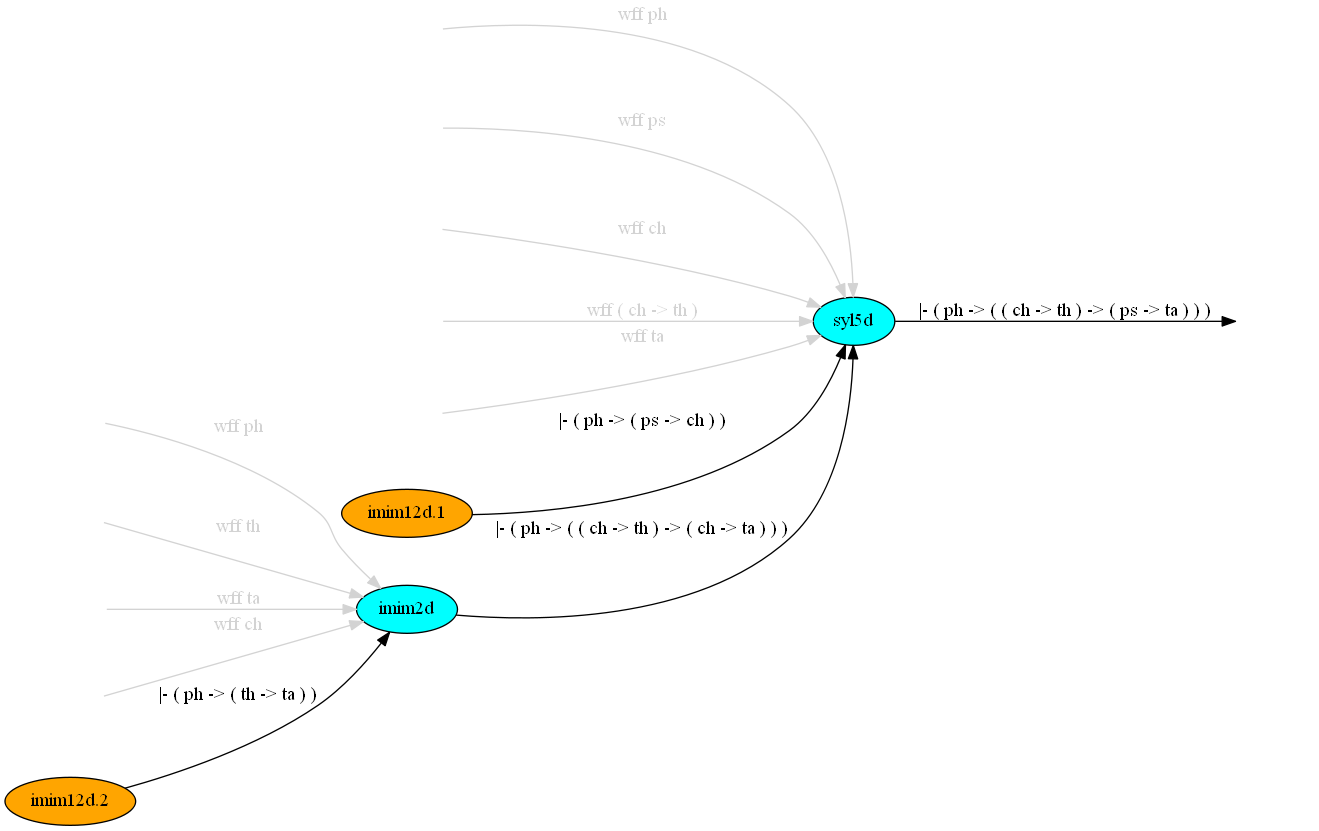 wff ph
wff ps
wff ch
wff ( ch -> th )
syl5d
|- ( ph -> ( ( ch -> th ) -> ( ps -> ta ) ) )
wff ta
|- ( ph -> ( ps -> ch ) )
wff ph
imim12d.1
wff th
|- ( ph -> ( ( ch -> th ) -> ( ch -> ta ) ) )
wff ta
imim2d
wff ch
|- ( ph -> ( th -> ta ) )
imim12d.2